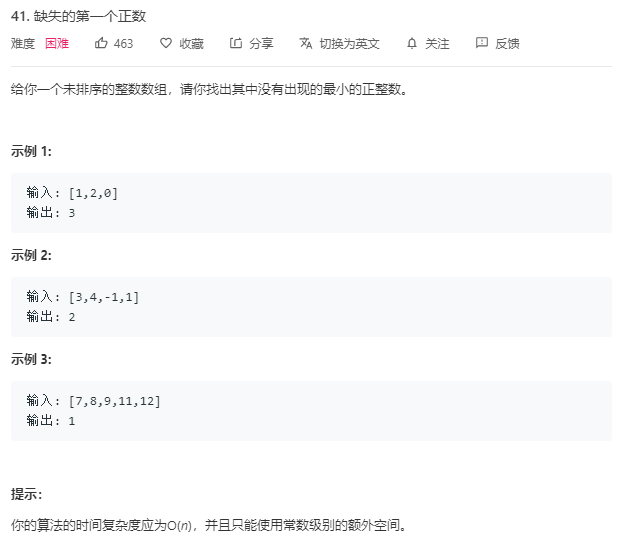 41. 缺失的第一个正数
难度 困难 463 收藏 分享 切换为英文 关注 反馈
给你一个未排序的整数数组，请你找出其中没有出现的最小的正整数。
示例 1:
输入: [1,2,0]
输出: 3
示例 2:
输入: [3,4,-1,1]
输出: 2
示例 3:
输入: [7,8,9,11,12]
输出: 1
提示：
你的算法的时间复杂度应为O(n)，并且只能使用常数级别的额外空间。